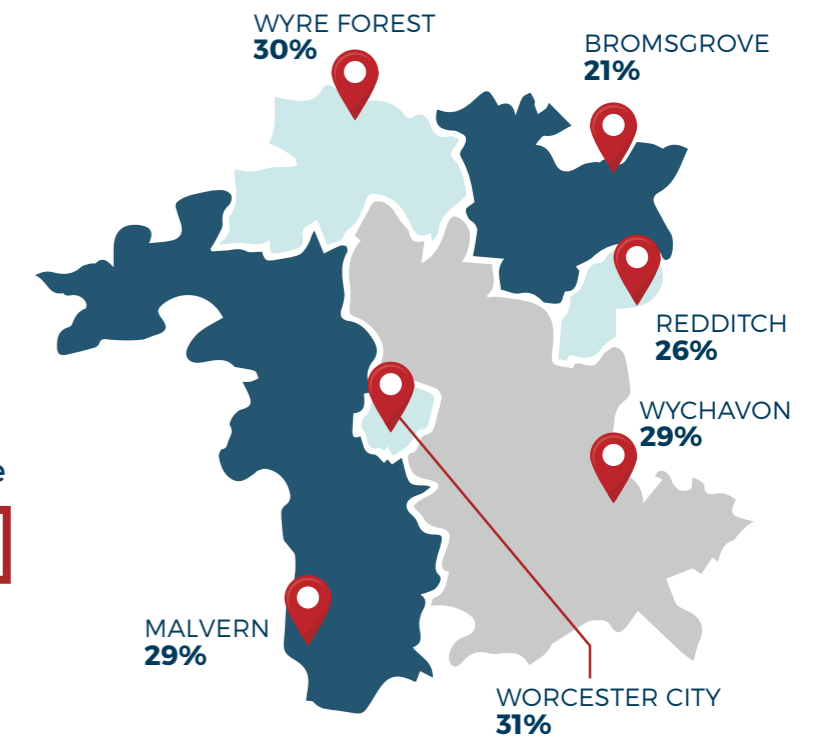 WYRE FOREST
30%
BROMSGROVE
21%
REDDITCH
26%
WYCHAVON
29%
e
MALVERN
29%
WORCESTER CITY
31%